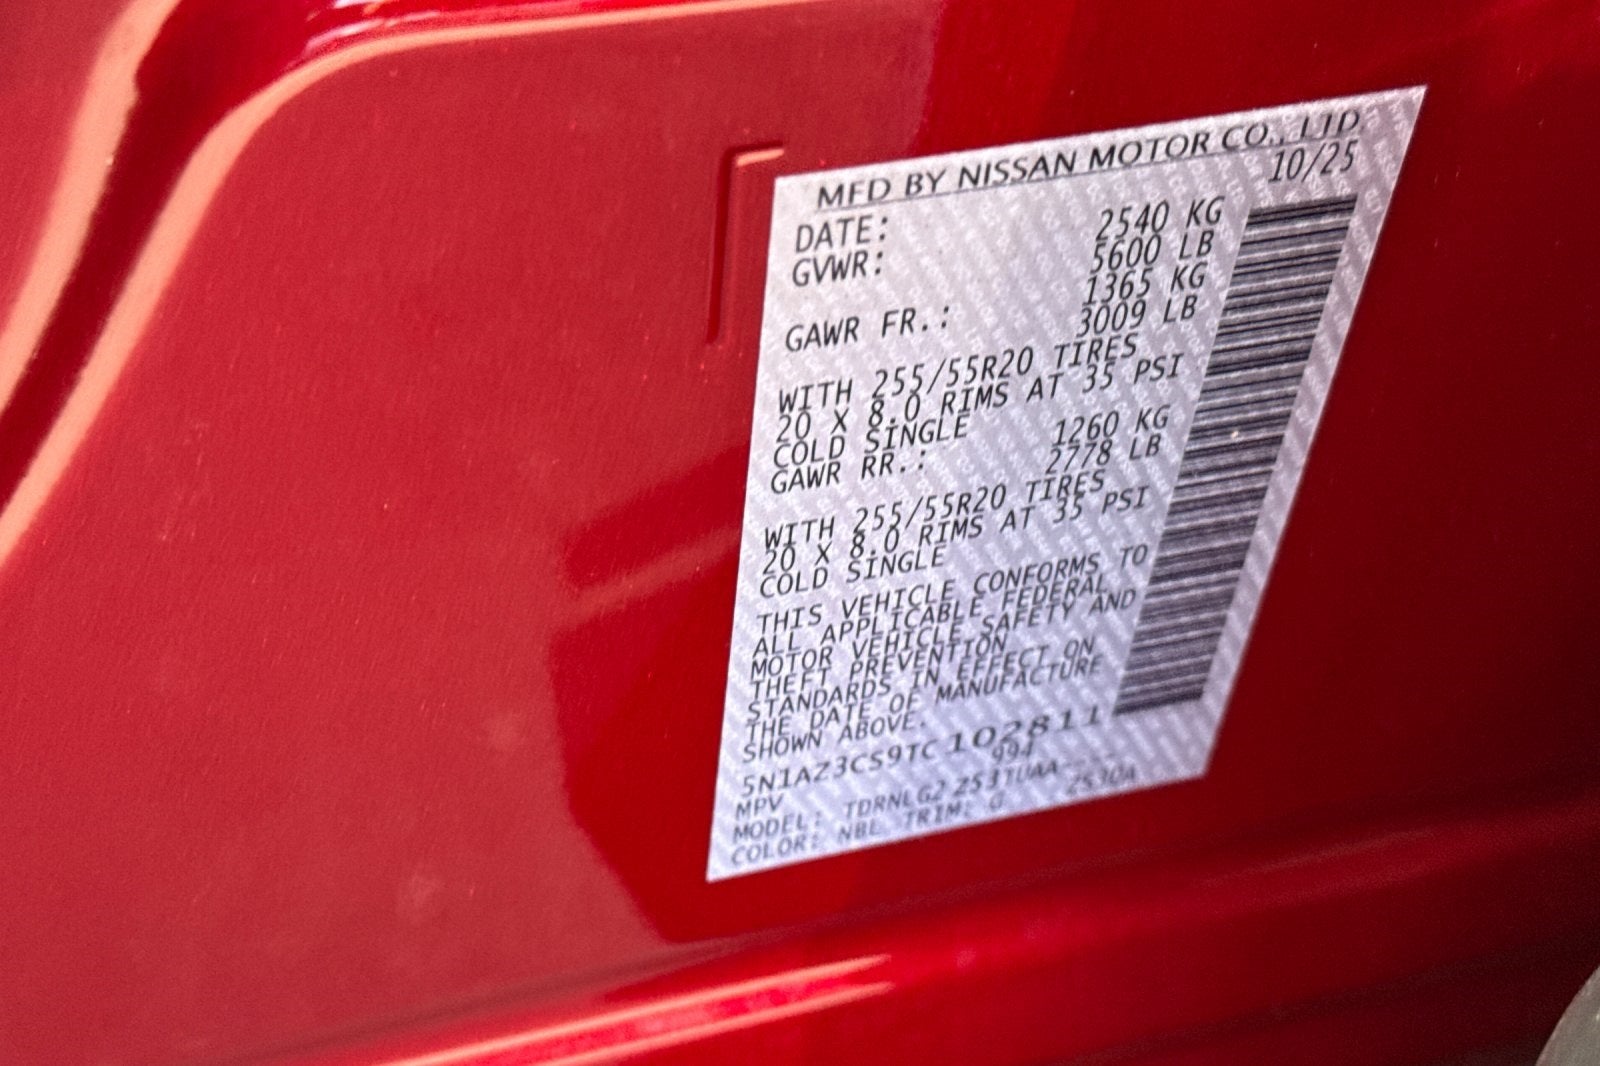 MFD BY NISSAN MOTOR CO., LTD.
DATE: 10/25
GVWR: 2540 KG
5600 LB
GAWR FR.: 1365 KG
3009 LB
WITH 255/55R20 TIRES
20 X 8.0 RIMS AT 35 PSI
COLD SINGLE
GAWR RR.: 1260 KG
2778 LB
WITH 255/55R20 TIRES
20 X 8.0 RIMS AT 35 PSI
COLD SINGLE
THIS VEHICLE CONFORMS TO
ALL APPLICABLE FEDERAL
MOTOR VEHICLE SAFETY AND
THEFT PREVENTION
STANDARDS IN EFFECT ON
THE DATE OF MANUFACTURE
SHOWN ABOVE.
5N1AZ3CS9TC102811
MPV 994
MODEL: TDRNLG2 Z53TUAA-----
COLOR: NBL TRIM: G